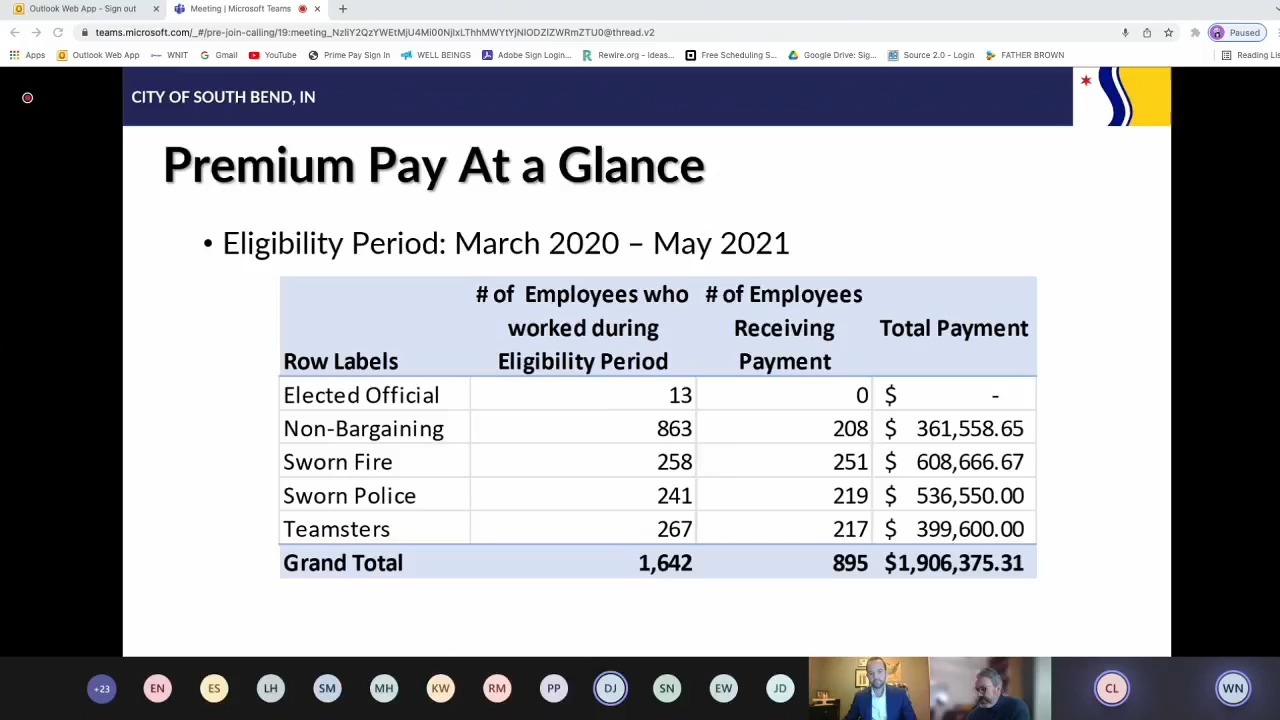 Outlook Web App - Sign out
Meeting | Microsoft Teams
teams.microsoft.com/_#/pre-join-calling/19:meeting_NzliY2QzYWEtMjU4Mi00NjIxLThhMWYtYjNlODZlZWRmZTU0@thread.v2
Paused
Apps Outlook Web App WNIT Gmail YouTube Prime Pay Sign In WELL BEINGS Adobe Sign Login... Rewire.org - Ideas... Free Scheduling S... Google Drive: Sig... Source 2.0 - Login FATHER BROWN Reading Lis
CITY OF SOUTH BEND, IN
Premium Pay At a Glance
• Eligibility Period: March 2020 – May 2021
# of Employees who # of Employees
worked during Receiving Total Payment
Row Labels Eligibility Period Payment
Elected Official 13 0 $ -
Non-Bargaining 863 208 $ 361,558.65
Sworn Fire 258 251 $ 608,666.67
Sworn Police 241 219 $ 536,550.00
Teamsters 267 217 $ 399,600.00
Grand Total 1,642 895 $1,906,375.31
+23 EN ES LH SM MH KW RM PP DJ SN EW JD CL WN